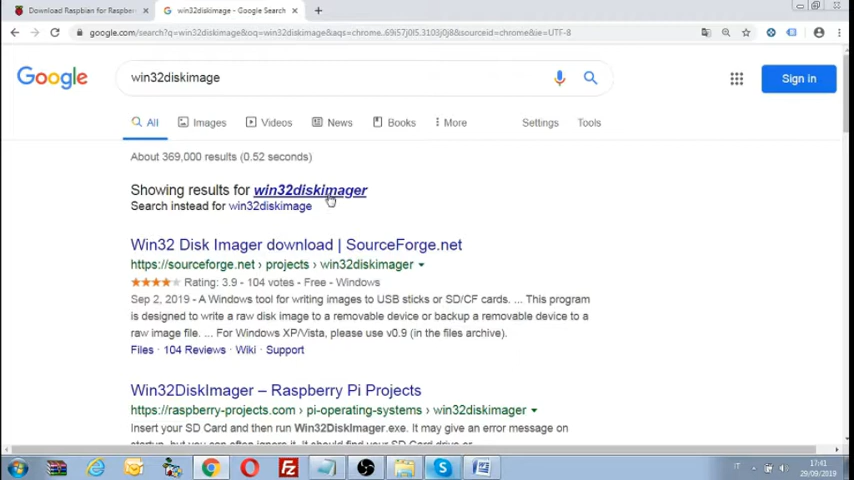 Download Raspbian for Raspber
win32diskimage - Google Search
google.com/search?q=win32diskimage&oq=win32diskimage&aqs=chrome..69i57j0l5.3103j0j8&sourceid=chrome&ie=UTF-8
Google
win32diskimage
Sign in
All
Images
Videos
News
Books
More
Settings
Tools
About 369,000 results (0.52 seconds)
Showing results for win32diskimager
Search instead for win32diskimage
Win32 Disk Imager download | SourceForge.net
https://sourceforge.net › projects › win32diskimager
Rating: 3.9 - 104 votes - Free - Windows
Sep 2, 2019 - A Windows tool for writing images to USB sticks or SD/CF cards. ... This program
is designed to write a raw disk image to a removable device or backup a removable device to a
raw image file. ... For Windows XP/Vista, please use v0.9 (in the files archive).
Files · 104 Reviews · Wiki · Support
Win32DiskImager – Raspberry Pi Projects
https://raspberry-projects.com › pi-operating-systems › win32diskimager
Insert your SD Card and then run Win32DiskImager.exe. It may give an error message on
startup, but you can often ignore it. It should find your SD card drive or
IT
17:41
29/09/2019